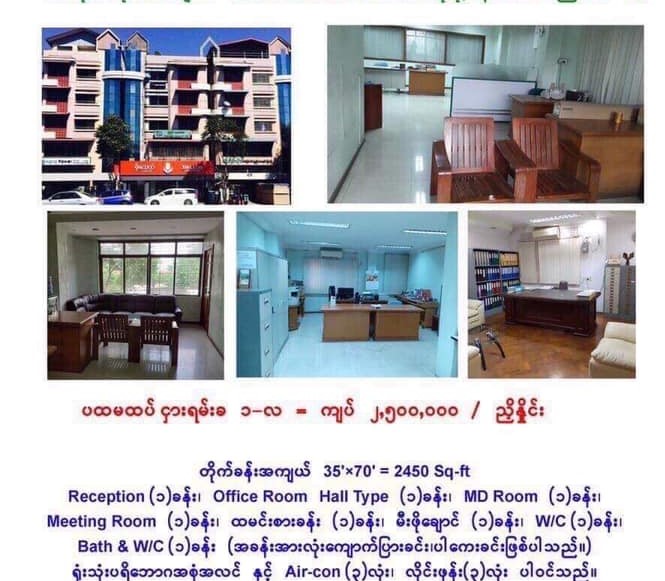 ပထမထပ် ငှားရမ်းခ ၁-လ = ကျပ် ၂,၅၀၀,၀၀၀ / ညှိနှိုင်း
တိုက်ခန်းအကျယ် 35'×70' = 2450 Sq-ft
Reception (၁)ခန်း၊ Office Room Hall Type (၁)ခန်း၊ MD Room (၁)ခန်း၊
Meeting Room (၁)ခန်း၊ ထမင်းစားခန်း (၁)ခန်း၊ မီးဖိုချောင် (၁)ခန်း၊ W/C (၁)ခန်း၊
Bath & W/C (၁)ခန်း (အခန်းအားလုံးကျောက်ပြားခင်း၊ပါကေးခင်းဖြစ်ပါသည်။)
ရုံးသုံးပရိဘောဂအစုံအလင် နှင့် Air-con (၃)လုံး၊ လိုင်းဖုန်း(၃)လုံး ပါဝင်သည်။